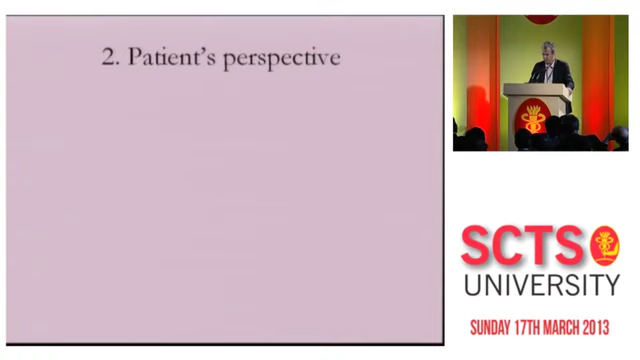 2. Patient's perspective
SCTS
UNIVERSITY
SUNDAY 17TH MARCH 2013